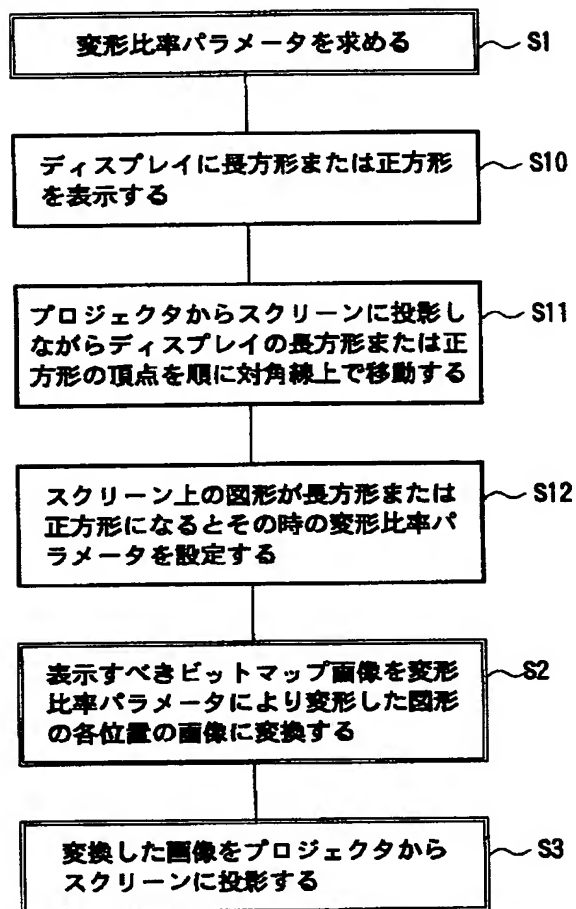 変形比率パラメータを求める
S1
ディスプレイに長方形または正方形
を表示する
S10
プロジェクタからスクリーンに投影し
ながらディスプレイの長方形または正
方形の頂点を順に対角線上で移動する
S11
スクリーン上の図形が長方形または
正方形になるとその時の変形比率パ
ラメータを設定する
S12
表示すべきビットマップ画像を変形
比率パラメータにより変形した図形
の各位置の画像に変換する
S2
変換した画像をプロジェクタから
スクリーンに投影する
S3